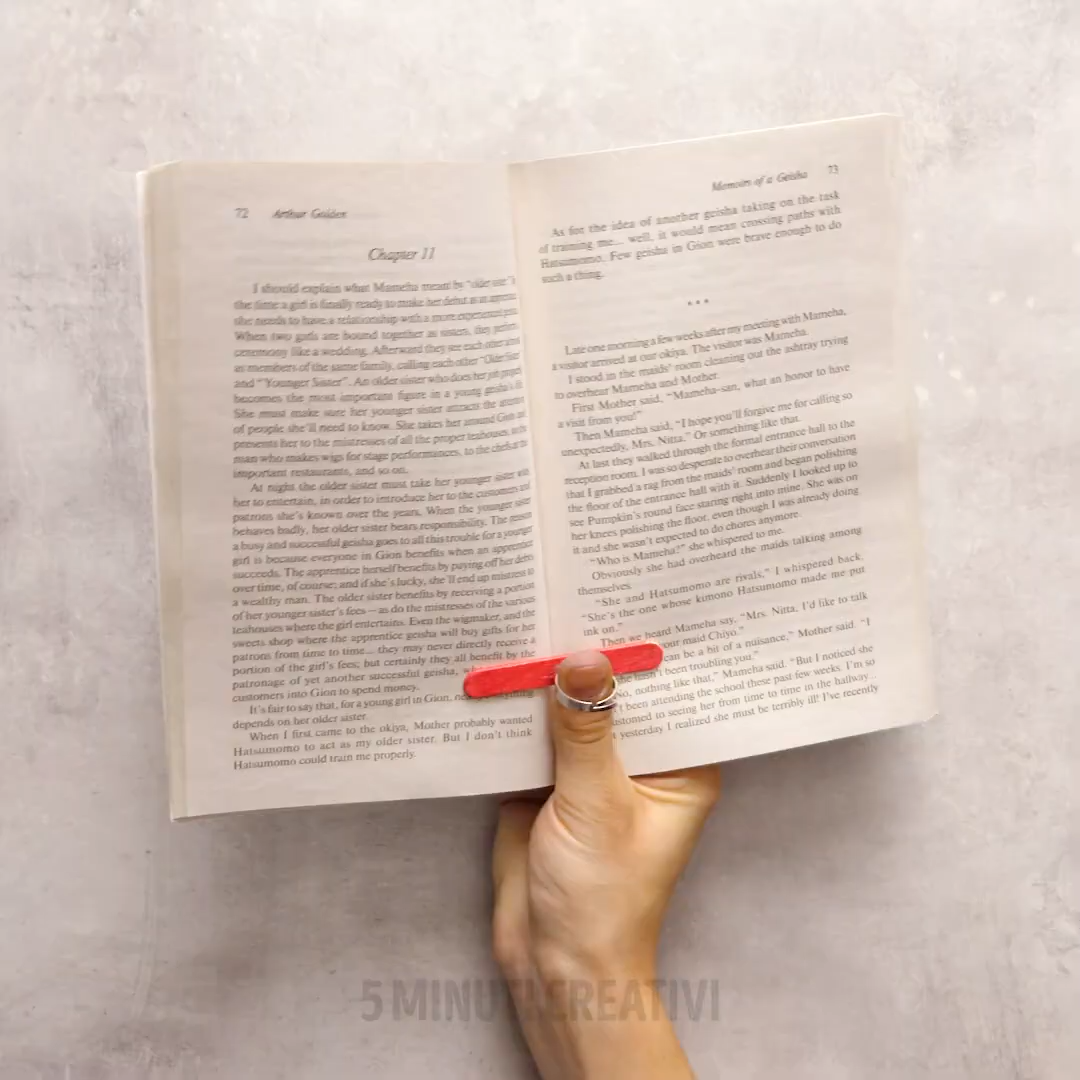 72 Arthur Golden
Chapter 11
I should explain what Mameha meant by "older sister".
the time a girl is finally ready to make her debut as an apprentice
she needs to have a relationship with a more experienced
When two girls are bound together as sisters, they perform
ceremony like a wedding. Afterward they see each other
as members of the same family, calling each other "Older Sister"
and "Younger Sister". An older sister who does her job
becomes the most important figure in a young geisha's
She must make sure her younger sister attracts the
of people she'll need to know. She takes her around Gion
presents her to the mistresses of all the proper teahouses,
man who makes wigs for stage performances, to the chefs at
important restaurants, and so on.
At night the older sister must take her younger sister with
her to entertain, in order to introduce her to the customers and
patrons she's known over the years. When the younger sister
behaves badly, her older sister bears responsibility. The reason
a busy and successful geisha goes to all this trouble for a younger
girl is because everyone in Gion benefits when an apprentice
succeeds. The apprentice herself benefits by paying off her debts
over time, of course; and if she's lucky, she'll end up mistress to
a wealthy man. The older sister benefits by receiving a portion
of her younger sister's fees — as do the mistresses of the various
teahouses where the girl entertains. Even the wigmaker, and the
sweets shop where the apprentice geisha will buy gifts for her
patrons from time to time... they may never directly receive a
portion of the girl's fees; but certainly they all benefit by the
patronage of yet another successful geisha,
customers into Gion to spend money.
It's fair to say that, for a young girl in Gion,
depends on her older sister.
When I first came to the okiya, Mother probably wanted
Hatsumomo to act as my older sister. But I don't think
Hatsumomo could train me properly.
Memoirs of a Geisha 73
As for the idea of another geisha taking on the task
of training me... well, it would mean crossing paths with
Hatsumomo. Few geisha in Gion were brave enough to do
such a thing.
* * *
Late one morning a few weeks after my meeting with Mameha,
a visitor arrived at our okiya. The visitor was Mameha.
I stood in the maids' room cleaning out the ashtray trying
to overhear Mameha and Mother.
First Mother said, "Mameha-san, what an honor to have
a visit from you!"
Then Mameha said, "I hope you'll forgive me for calling so
unexpectedly, Mrs. Nitta." Or something like that.
At last they walked through the formal entrance hall to the
reception room. I was so desperate to overhear their conversation
that I grabbed a rag from the maids' room and began polishing
the floor of the entrance hall with it. Suddenly I looked up to
see Pumpkin's round face staring right into mine. She was on
her knees polishing the floor, even though I was already doing
it and she wasn't expected to do chores anymore.
"Who is Mameha?" she whispered to me.
Obviously she had overheard the maids talking among
themselves.
"She and Hatsumomo are rivals," I whispered back.
"She's the one whose kimono Hatsumomo made me put
ink on."
Then we heard Mameha say, "Mrs. Nitta, I'd like to talk
our maid Chiyo."
can be a bit of a nuisance," Mother said. "I
she hasn't been troubling you."
No, nothing like that," Mameha said. "But I noticed she
't been attending the school these past few weeks. I'm so
ustomed to seeing her from time to time in the hallway...
yesterday I realized she must be terribly ill! I've recently
5 MINUTI CREATIVI